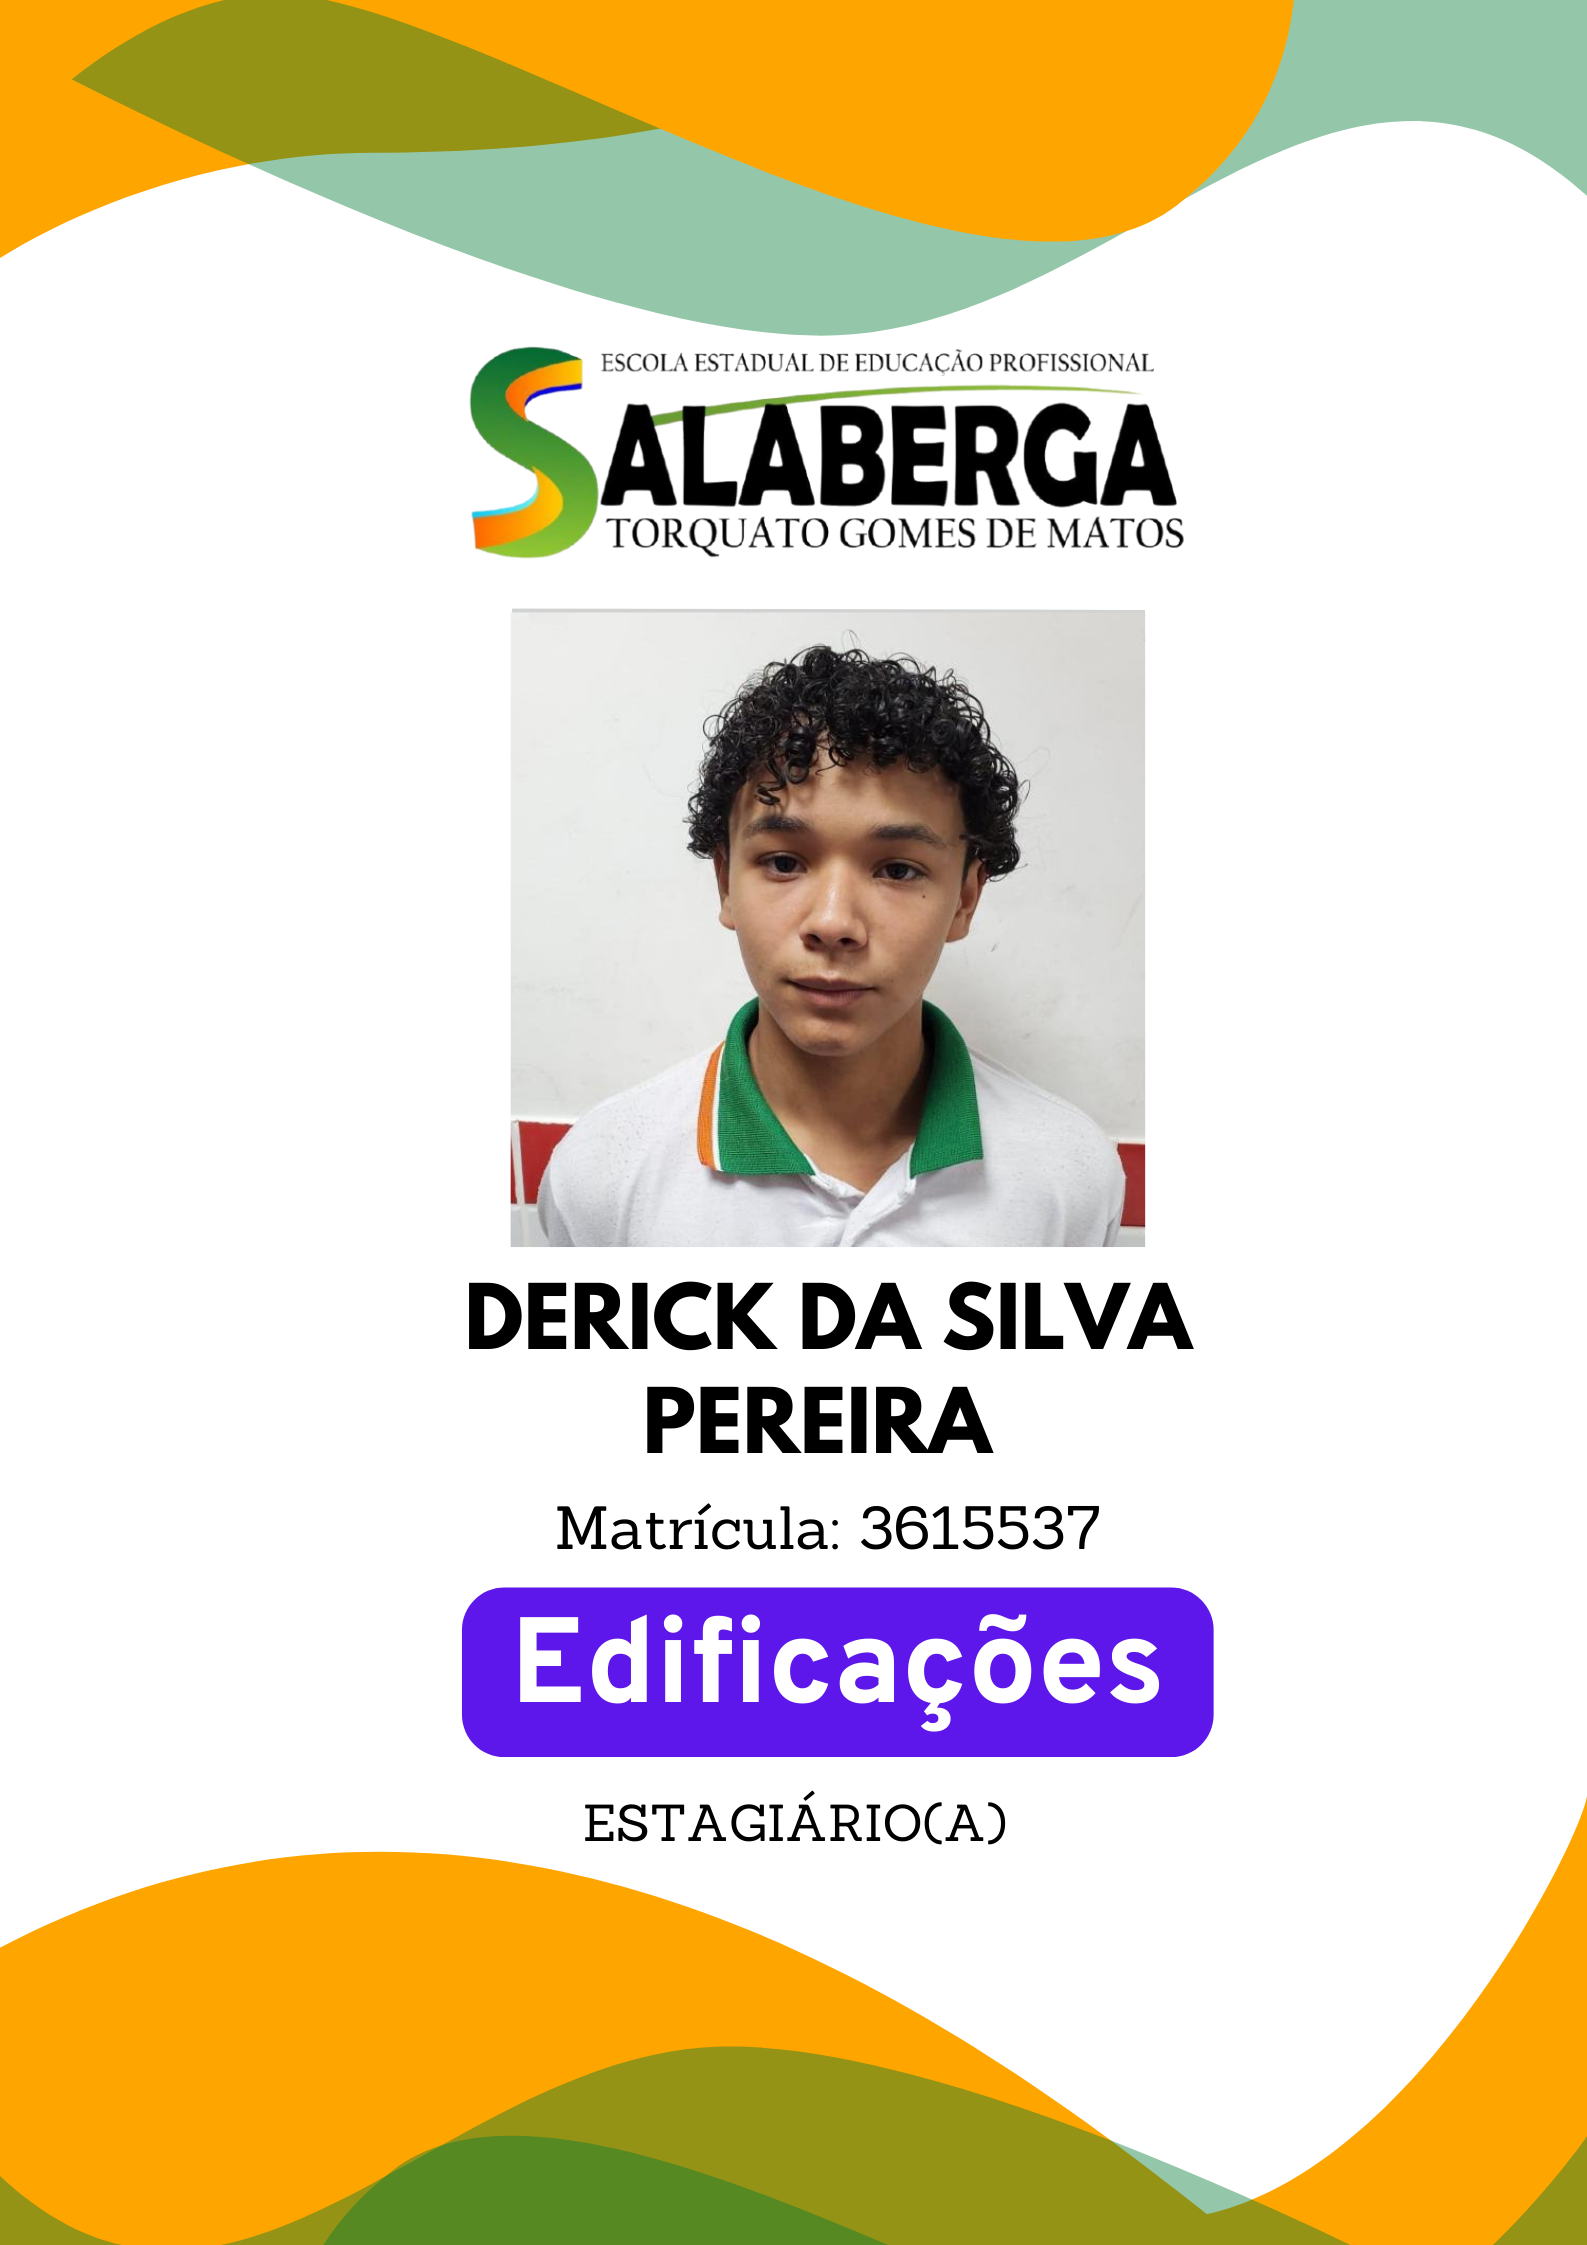 ESCOLA ESTADUAL DE EDUCAÇÃO PROFISSIONAL
SALABERGA
TORQUATO GOMES DE MATOS
DERICK DA SILVA
PEREIRA
Matrícula: 3615537
Edificações
ESTAGIÁRIO(A)